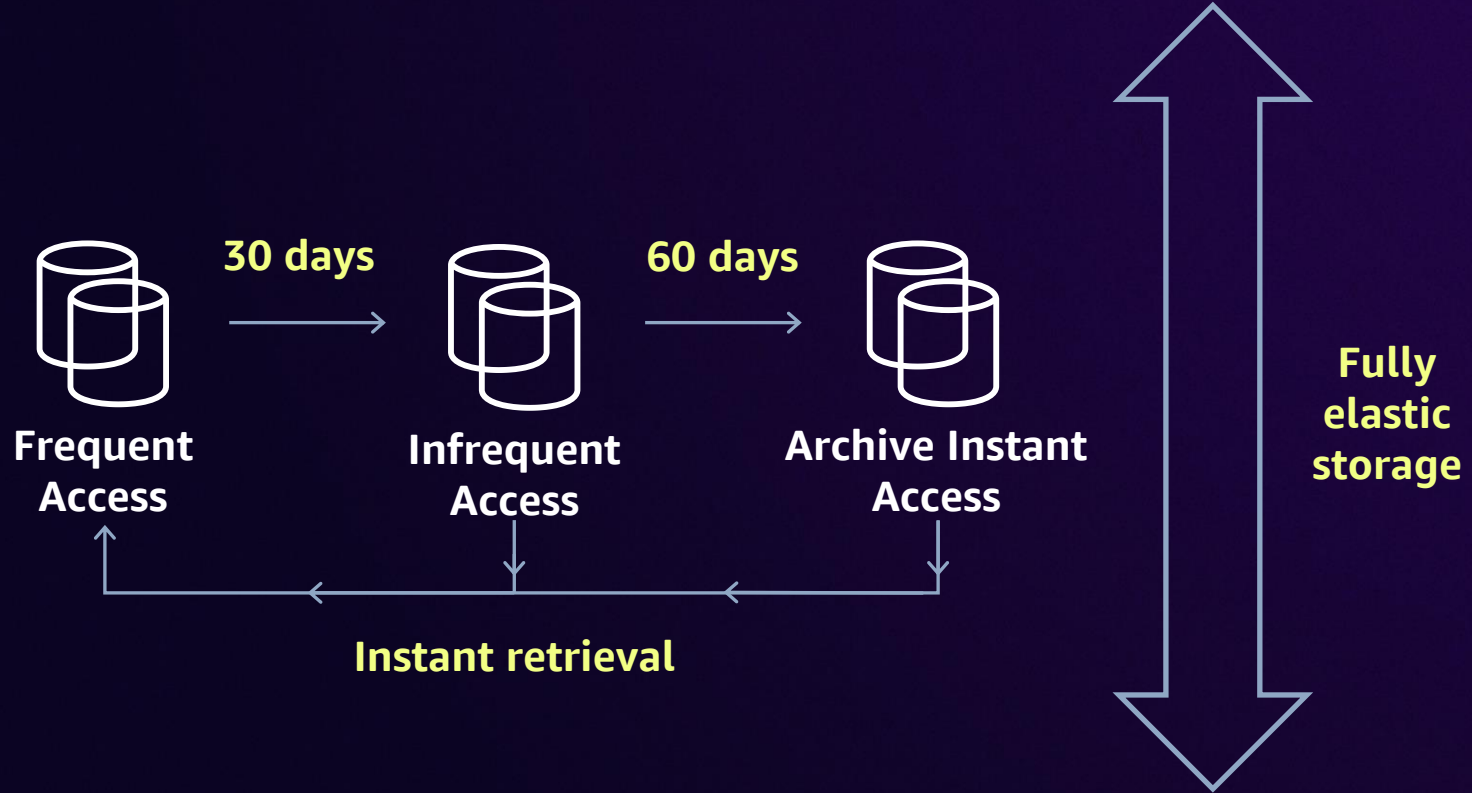 30 days
60 days
Frequent
Access
Infrequent
Access
Archive Instant
Access
Instant retrieval
Fully
elastic
storage